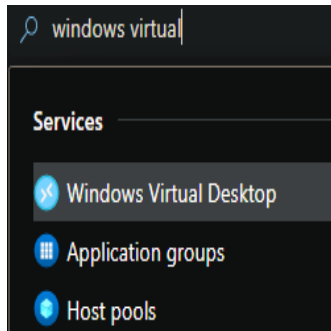 windows virtual
Services
Windows Virtual Desktop
Application groups
Host pools